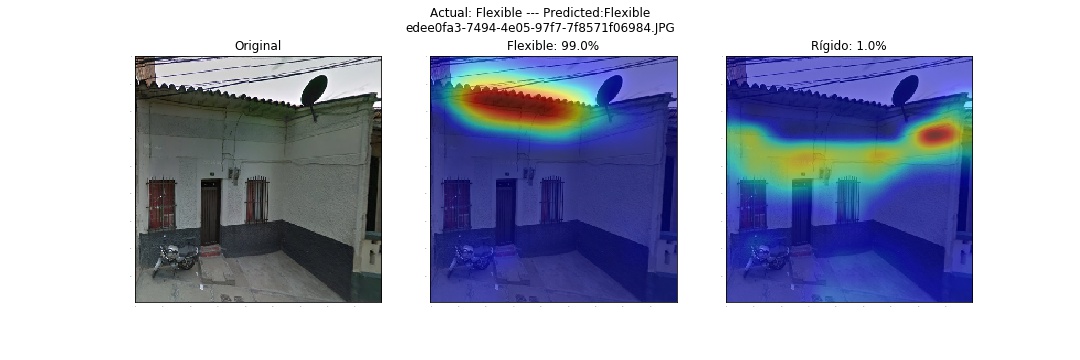 Actual: Flexible --- Predicted:Flexible
edee0fa3-7494-4e05-97f7-7f8571f06984.JPG
Original
Flexible: 99.0%
Rígido: 1.0%